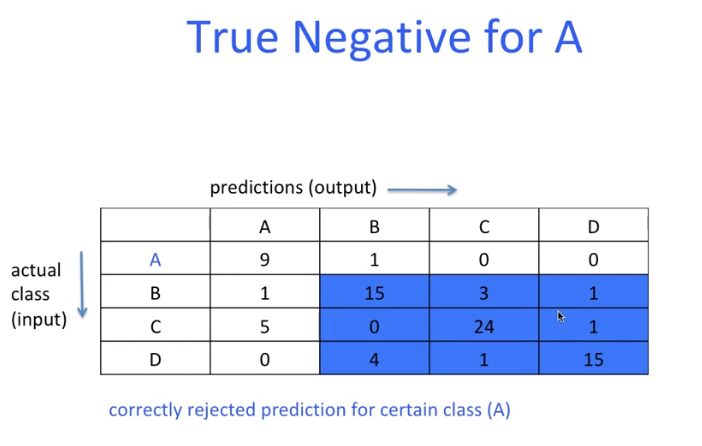 True Negative for A
predictions (output)
A B C D
A 9 1 0 0
actual
class
(input)
B 1 15 3 1
C 5 0 24 1
D 0 4 1 15
correctly rejected prediction for certain class (A)